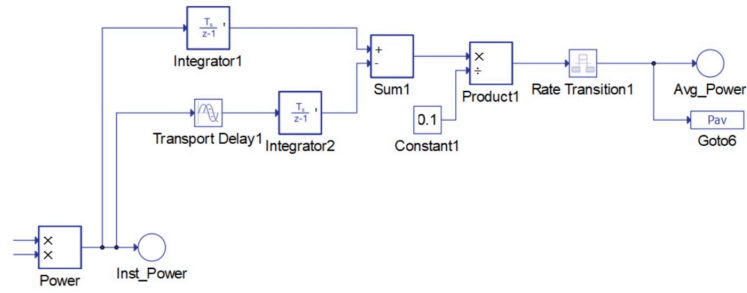 Ts
z-1
Integrator1
+
-
Sum1
×
÷
Product1
Rate Transition1
Avg_Power
Transport Delay1
Ts
z-1
Integrator2
0.1
Constant1
Pav
Goto6
×
×
Power
Inst_Power